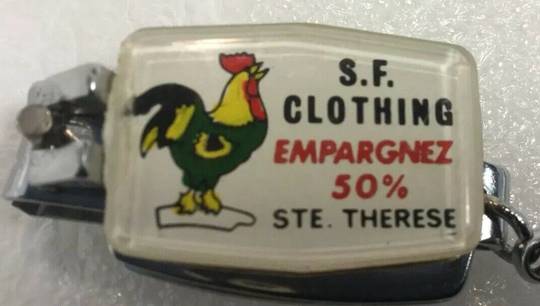 S.F.
CLOTHING
EMPARGNEZ
50%
STE. THERESE